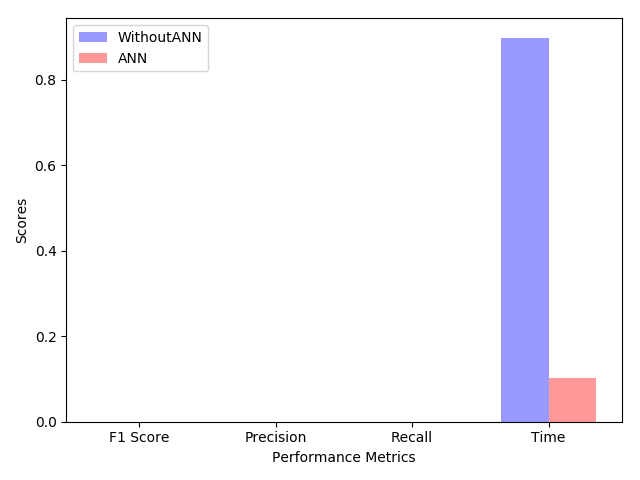 WithoutANN
ANN
Scores
0.8
0.6
0.4
0.2
0.0
F1 Score
Precision
Recall
Time
Performance Metrics